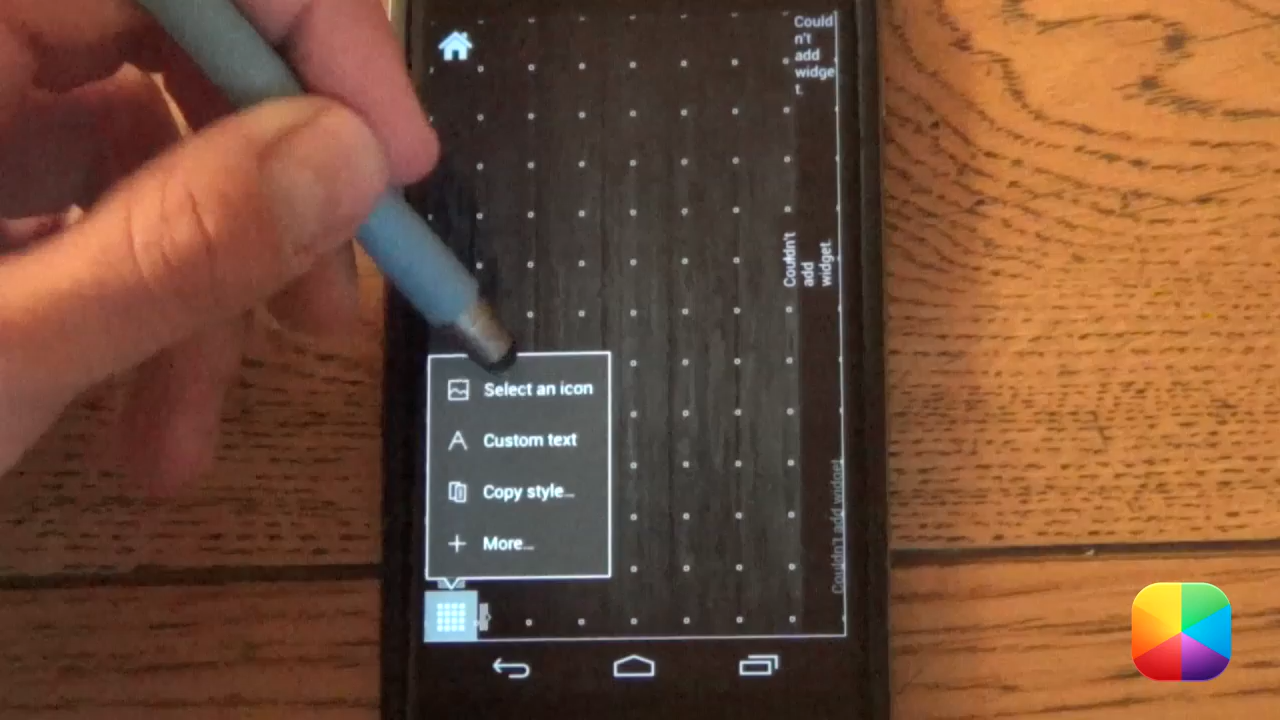 Could
n't
add
widge
t.
Couldn't
add
widget.
Select an icon
Custom text
Copy style...
More...
Couldn't add widget.